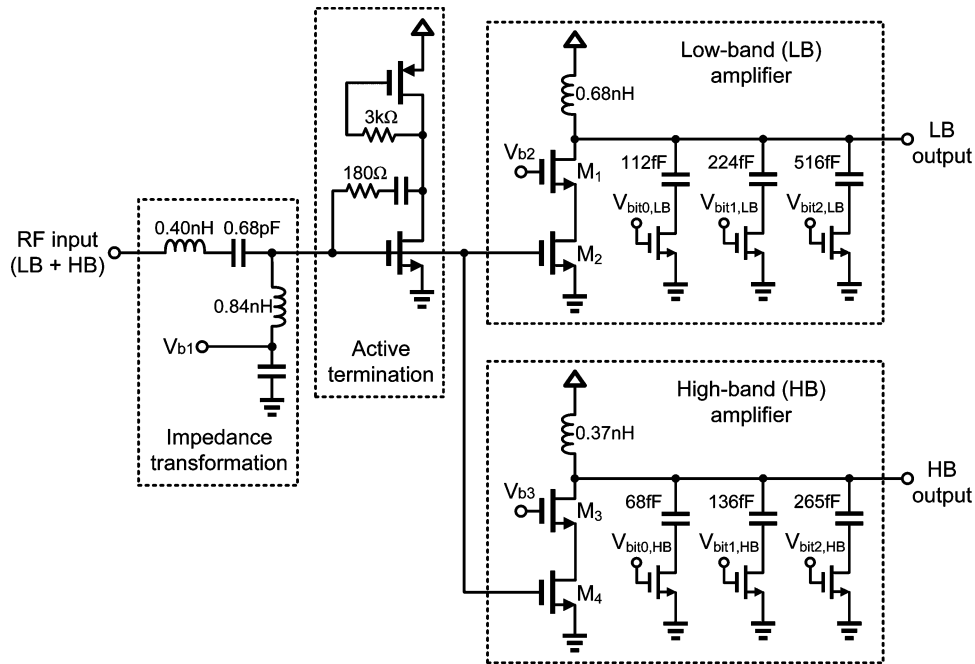 RF input
(LB + HB)
0.40nH
0.68pF
0.84nH
Vb1
Impedance
transformation
3kΩ
180Ω
Active
termination
Low-band (LB)
amplifier
0.68nH
Vb2
M1
M2
112fF
224fF
516fF
Vbit0,LB
Vbit1,LB
Vbit2,LB
LB
output
High-band (HB)
amplifier
0.37nH
Vb3
M3
M4
68fF
136fF
265fF
Vbit0,HB
Vbit1,HB
Vbit2,HB
HB
output